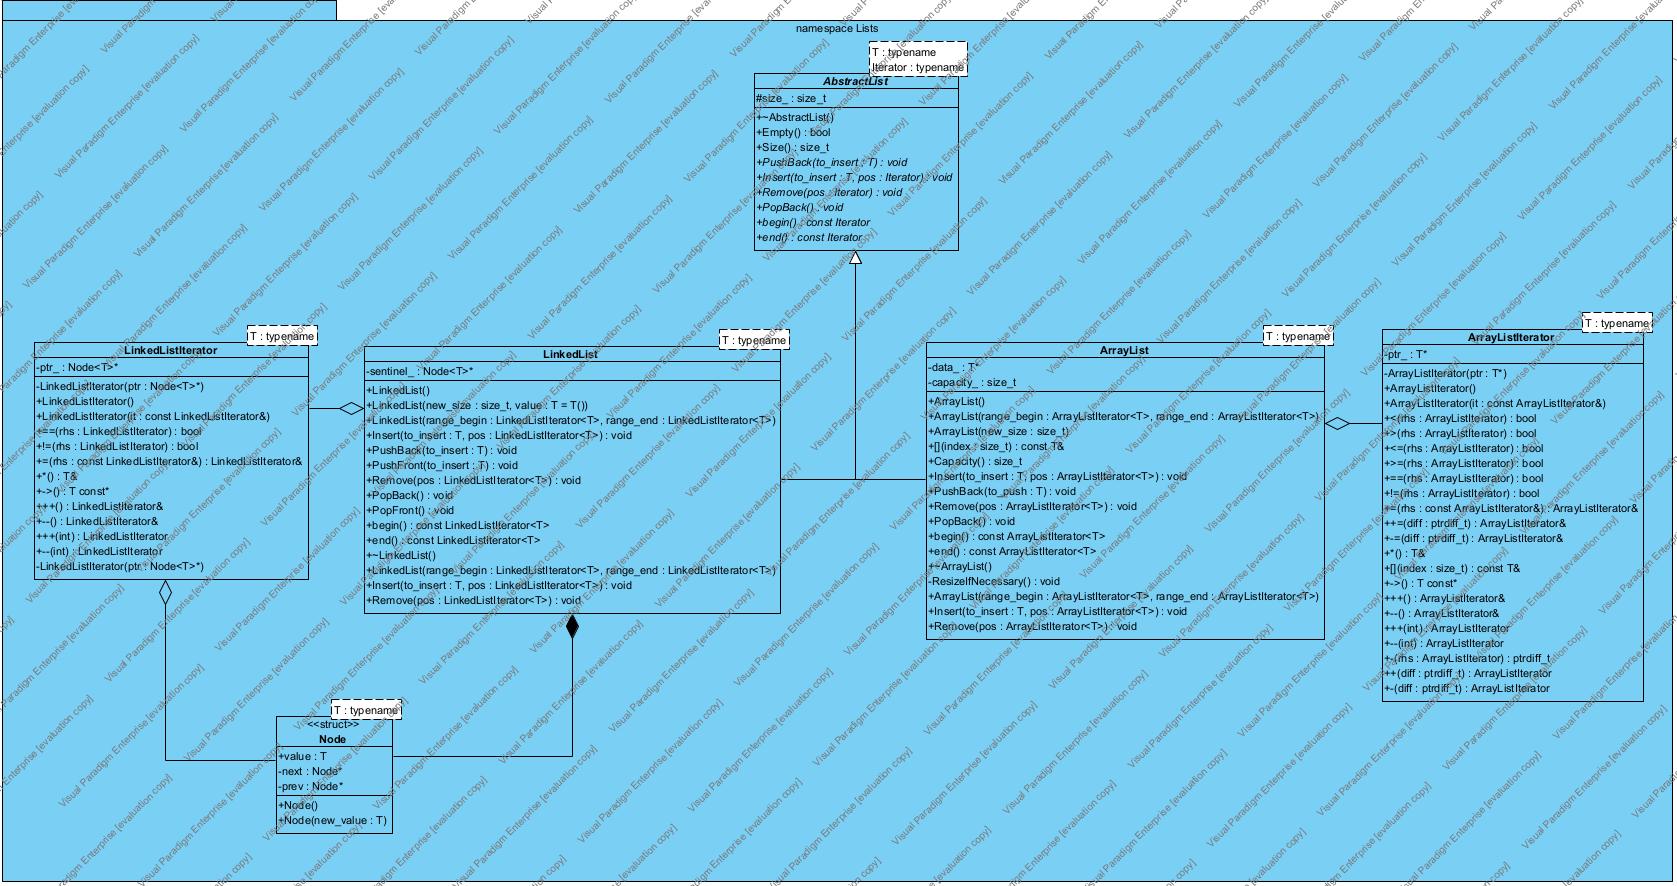 namespace Lists
T : typename
Iterator : typename
AbstractList
#size_ : size_t
+~AbstractList()
+Empty() : bool
+Size() : size_t
+PushBack(to_insert : T) : void
+Insert(to_insert : T, pos : Iterator) : void
+Remove(pos : Iterator) : void
+PopBack() : void
+begin() : const Iterator
+end() : const Iterator
T : typename
LinkedListIterator
-ptr_ : Node<T>*
-LinkedListIterator(ptr : Node<T>*)
+LinkedListIterator()
+LinkedListIterator(it : const LinkedListIterator&)
+==(rhs : LinkedListIterator) : bool
+!=(rhs : LinkedListIterator) : bool
+=(rhs : const LinkedListIterator&) : LinkedListIterator&
+*() : T&
+->() : T const*
+++() : LinkedListIterator&
+--() : LinkedListIterator&
+++(int) : LinkedListIterator
+--(int) : LinkedListIterator
-LinkedListIterator(ptr : Node<T>*)
T : typename
LinkedList
-sentinel_ : Node<T>*
+LinkedList()
+LinkedList(new_size : size_t, value : T = T())
+LinkedList(range_begin : LinkedListIterator<T>, range_end : LinkedListIterator<T>)
+Insert(to_insert : T, pos : LinkedListIterator<T>) : void
+PushBack(to_insert : T) : void
+PushFront(to_insert : T) : void
+Remove(pos : LinkedListIterator<T>) : void
+PopBack() : void
+PopFront() : void
+begin() : const LinkedListIterator<T>
+end() : const LinkedListIterator<T>
+~LinkedList()
+LinkedList(range_begin : LinkedListIterator<T>, range_end : LinkedListIterator<T>)
+Insert(to_insert : T, pos : LinkedListIterator<T>) : void
+Remove(pos : LinkedListIterator<T>) : void
T : typename
ArrayList
-data_ : T*
-capacity_ : size_t
+ArrayList()
+ArrayList(range_begin : ArrayListIterator<T>, range_end : ArrayListIterator<T>)
+ArrayList(new_size : size_t)
+[](index : size_t) : const T&
+Capacity() : size_t
+Insert(to_insert : T, pos : ArrayListIterator<T>) : void
+PushBack(to_push : T) : void
+Remove(pos : ArrayListIterator<T>) : void
+PopBack() : void
+begin() : const ArrayListIterator<T>
+end() : const ArrayListIterator<T>
+~ArrayList()
-ResizeIfNecessary() : void
+ArrayList(range_begin : ArrayListIterator<T>, range_end : ArrayListIterator<T>)
+Insert(to_insert : T, pos : ArrayListIterator<T>) : void
+Remove(pos : ArrayListIterator<T>) : void
T : typename
ArrayListIterator
-ptr_ : T*
-ArrayListIterator(ptr : T*)
+ArrayListIterator()
+ArrayListIterator(it : const ArrayListIterator&)
+<(rhs : ArrayListIterator) : bool
+>(rhs : ArrayListIterator) : bool
+<=(rhs : ArrayListIterator) : bool
+>=(rhs : ArrayListIterator) : bool
+==(rhs : ArrayListIterator) : bool
+!=(rhs : ArrayListIterator) : bool
+=(rhs : const ArrayListIterator&) : ArrayListIterator&
++=(diff : ptrdiff_t) : ArrayListIterator&
+-=(diff : ptrdiff_t) : ArrayListIterator&
+*() : T&
+[](index : size_t) : const T&
+->() : T const*
+++() : ArrayListIterator&
+--() : ArrayListIterator&
+++(int) : ArrayListIterator
+--(int) : ArrayListIterator
+-(rhs : ArrayListIterator) : ptrdiff_t
++(diff : ptrdiff_t) : ArrayListIterator
+-(diff : ptrdiff_t) : ArrayListIterator
T : typename
<<struct>>
Node
+value : T
-next : Node*
-prev : Node*
+Node()
+Node(new_value : T)
Visual Paradigm Enterprise [evaluation copy]